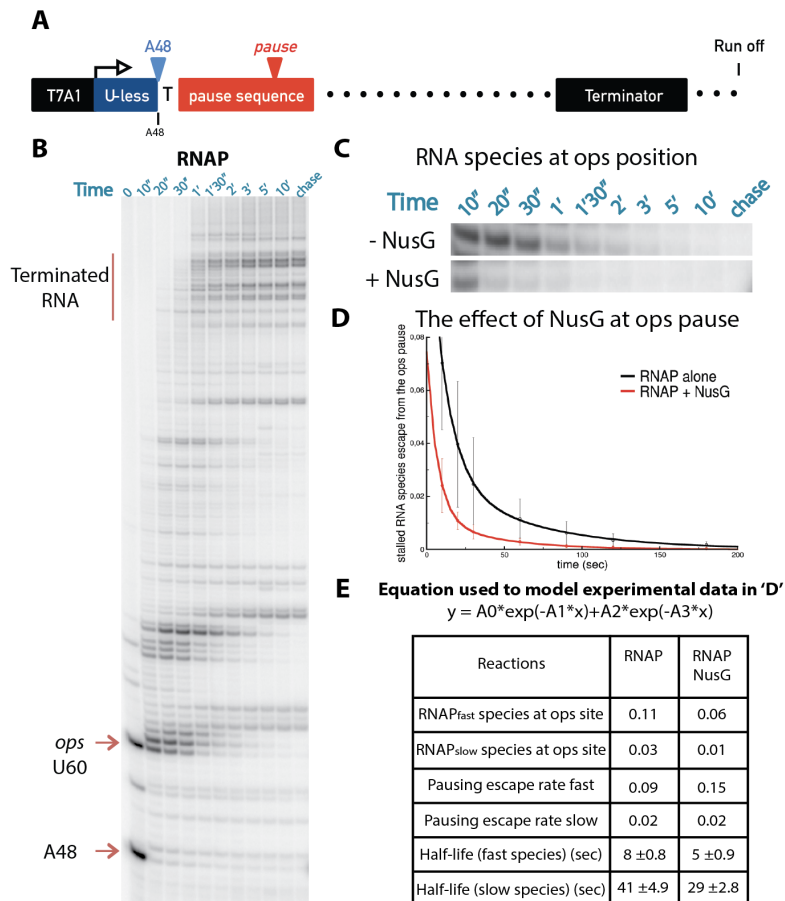 A
A48
pause
Run off
T7A1
U-less
T
pause sequence
Terminator
A48
B
RNAP
Time
0 10″ 20″ 30″ 1′ 1′30″ 2′ 3′ 5′ 10′ chase
Terminated
RNA
ops
U60
A48
C
RNA species at ops position
Time
10″ 20″ 30″ 1′ 1′30″ 2′ 3′ 5′ 10′ chase
- NusG
+ NusG
D
The effect of NusG at ops pause
stalled RNA species escape from the ops pause
0,08
0,06
0,04
0,02
0
RNAP alone
RNAP + NusG
0 50 100 150 200
time (sec)
E
Equation used to model experimental data in ‘D’
y = A0*exp(-A1*x)+A2*exp(-A3*x)
Reactions RNAP RNAP
NusG
RNAPfast species at ops site 0.11 0.06
RNAPslow species at ops site 0.03 0.01
Pausing escape rate fast 0.09 0.15
Pausing escape rate slow 0.02 0.02
Half-life (fast species) (sec) 8 ±0.8 5 ±0.9
Half-life (slow species) (sec) 41 ±4.9 29 ±2.8